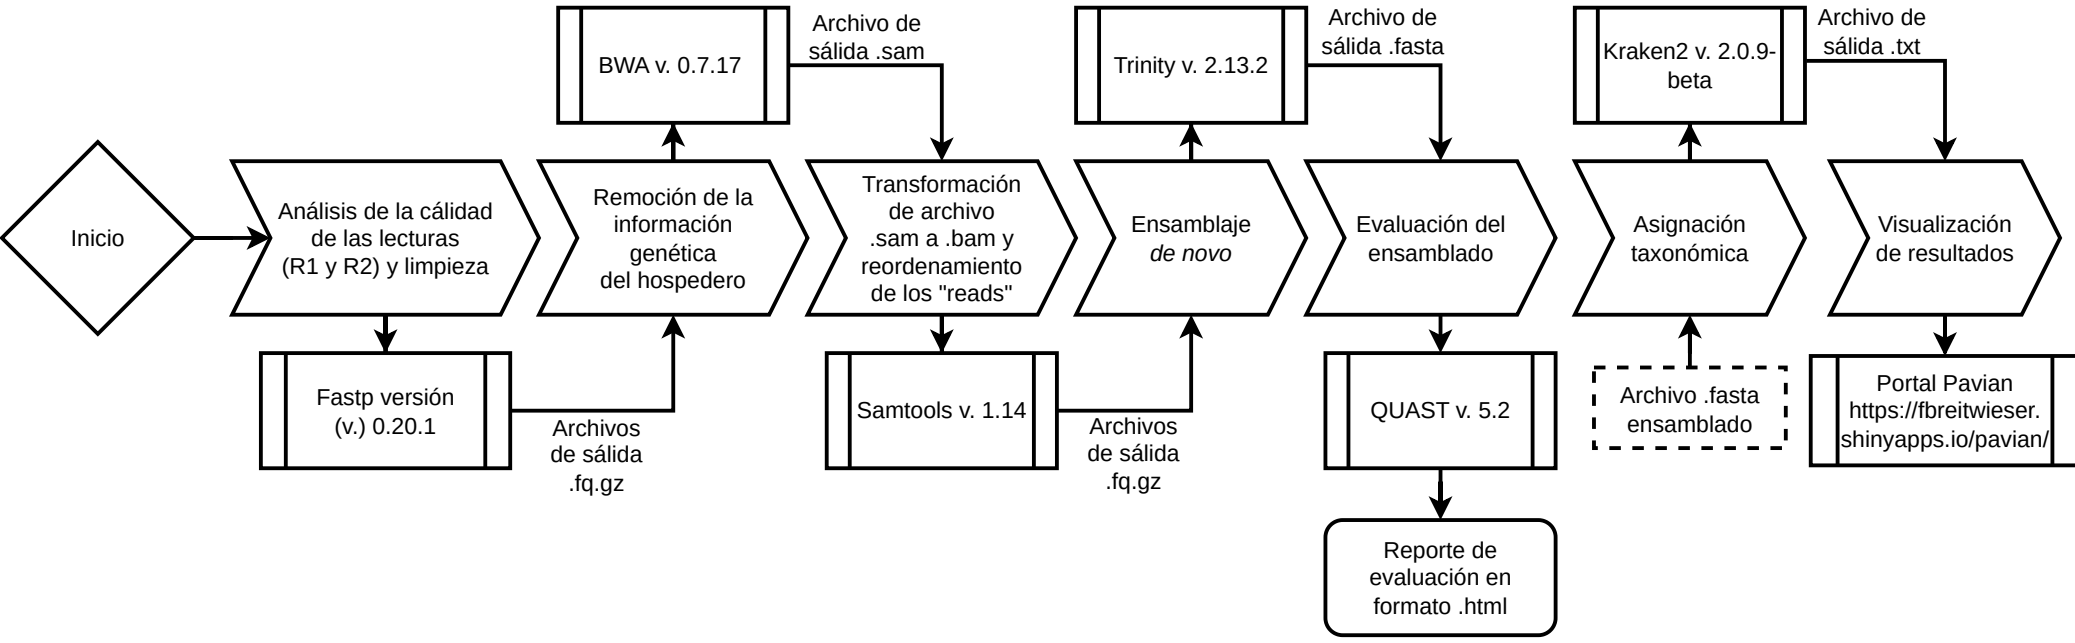 Inicio
Análisis de la cálidad
de las lecturas
(R1 y R2) y limpieza
Fastp versión
(v.) 0.20.1
Archivos
de sálida
.fq.gz
Remoción de la
información
genética
del hospedero
BWA v. 0.7.17
Archivo de
sálida .sam
Transformación
de archivo
.sam a .bam y
reordenamiento
de los "reads"
Samtools v. 1.14
Archivos
de sálida
.fq.gz
Ensamblaje
de novo
Trinity v. 2.13.2
Archivo de
sálida .fasta
Evaluación del
ensamblado
QUAST v. 5.2
Reporte de
evaluación en
formato .html
Archivo .fasta
ensamblado
Asignación
taxonómica
Kraken2 v. 2.0.9-
beta
Archivo de
sálida .txt
Visualización
de resultados
Portal Pavian
https://fbreitwieser.
shinyapps.io/pavian/